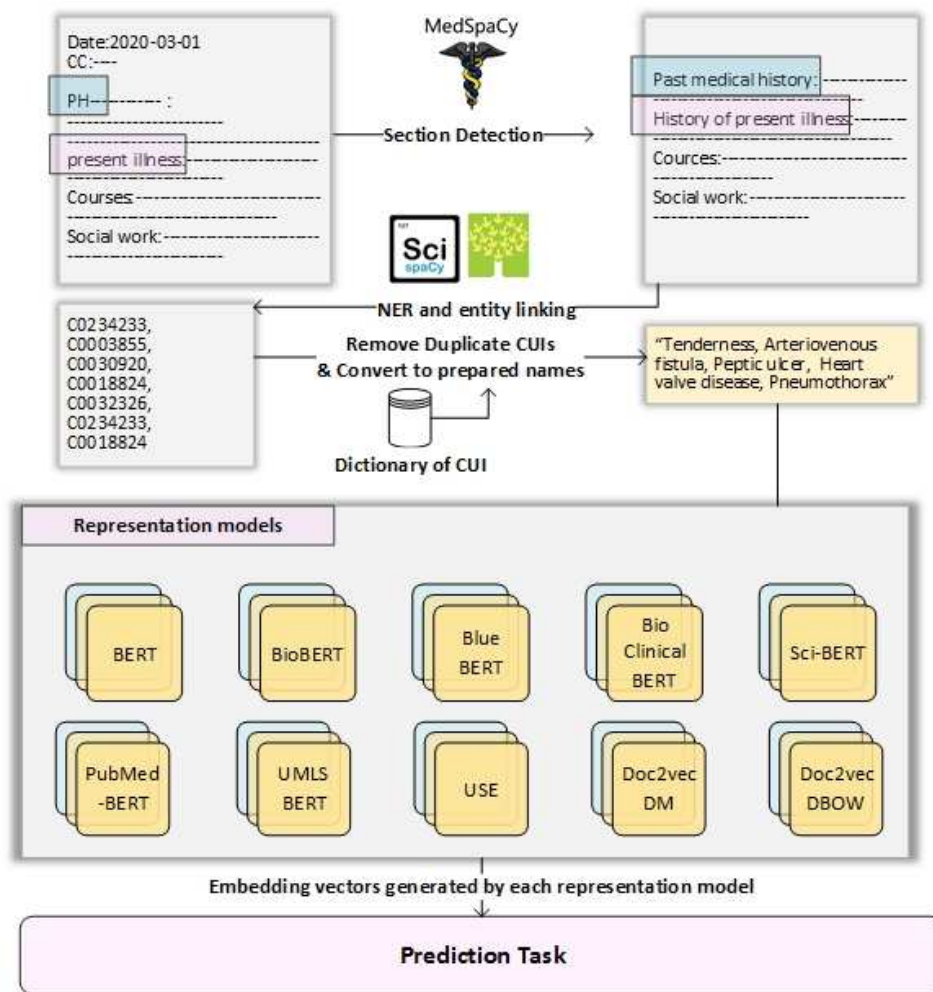 MedSpaCy
Date:2020-03-01
CC:----
PH------------ :
present illness:--------------------
Courses:----------------------------
Social work:-----------------------
Section Detection
Past medical history: -------------
History of present illness:--------
Cources:---------------------------
Social work:-----------------------
Sci
spaCy
NER and entity linking
C0234233,
C0003855,
C0030920,
C0018824,
C0032326,
C0234233,
C0018824
Remove Duplicate CUIs
& Convert to prepared names
Dictionary of CUI
“Tenderness, Arteriovenous
fistula, Peptic ulcer, Heart
valve disease, Pneumothorax”
Representation models
BERT
BioBERT
Blue
BERT
Bio
Clinical
BERT
Sci-BERT
PubMed
-BERT
UMLS
BERT
USE
Doc2vec
DM
Doc2vec
DBOW
Embedding vectors generated by each representation model
Prediction Task